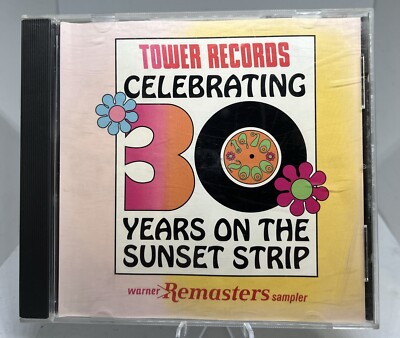 TOWER RECORDS
CELEBRATING
30
1970
2000
YEARS ON THE
SUNSET STRIP
warner Remasters sampler